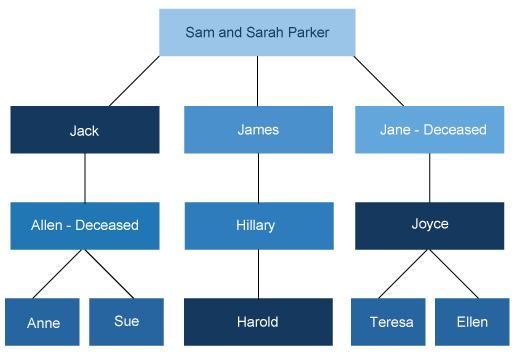 Sam and Sarah Parker
Jack
James
Jane - Deceased
Allen - Deceased
Hillary
Joyce
Anne
Sue
Harold
Teresa
Ellen